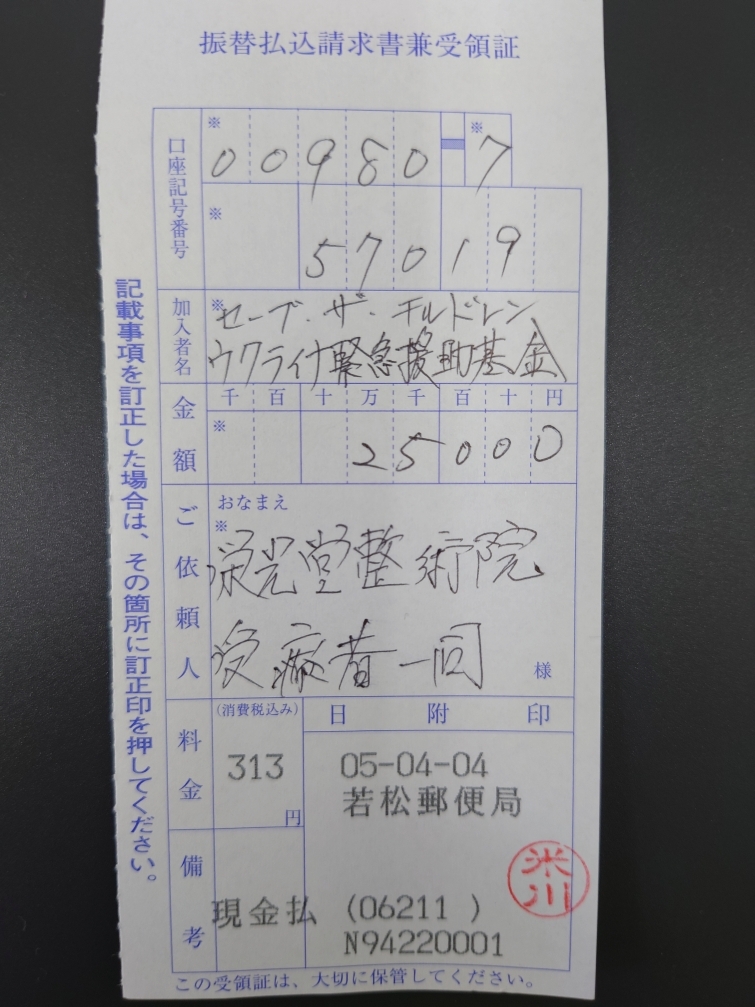 振替払込請求書兼受領証
口座記号番号
※ 00980-7
※ 57019
加入者名
※セーブ・ザ・チルドレン
ウクライナ緊急援助基金
金額
千百十万千百十円
※ 25000
ご依頼人
おなまえ
※
栄光堂整術院
受療者一同
様
料金
(消費税込み)
313
円
日附印
05-04-04
若松郵便局
米川
備考
現金払 (06211 )
N94220001
この受領証は、大切に保管してください。
記載事項を訂正した場合は、その箇所に訂正印を押してください。